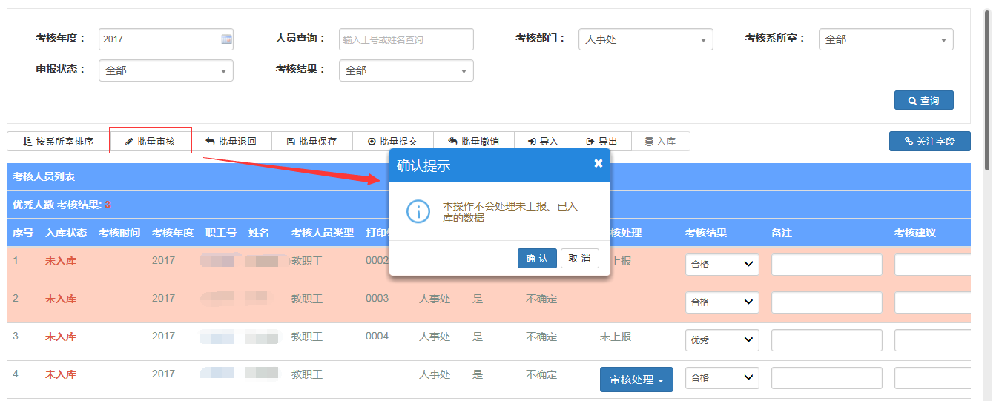 考核年度： 2017 人员查询： 输入工号或姓名查询 考核部门： 人事处 考核系所室： 全部
申报状态： 全部 考核结果： 全部
查询
按系所室排序 批量审核 批量退回 批量保存 批量提交 批量撤销 导入 导出 入库 关注字段
确认提示
本操作不会处理未上报、已入
库的数据
确 认 取 消
考核人员列表
优秀人数 考核结果: 3
序号 入库状态 考核时间 考核年度 职工号 姓名 考核人员类型 打印 核处理 考核结果 备注 考核建议
1 未入库 2017 教职工 0002 上报 合格
2 未入库 2017 教职工 0003 人事处 是 不确定 合格
3 未入库 2017 教职工 0004 人事处 是 不确定 未上报 优秀
4 未入库 2017 教职工 人事处 是 不确定 审核处理 合格